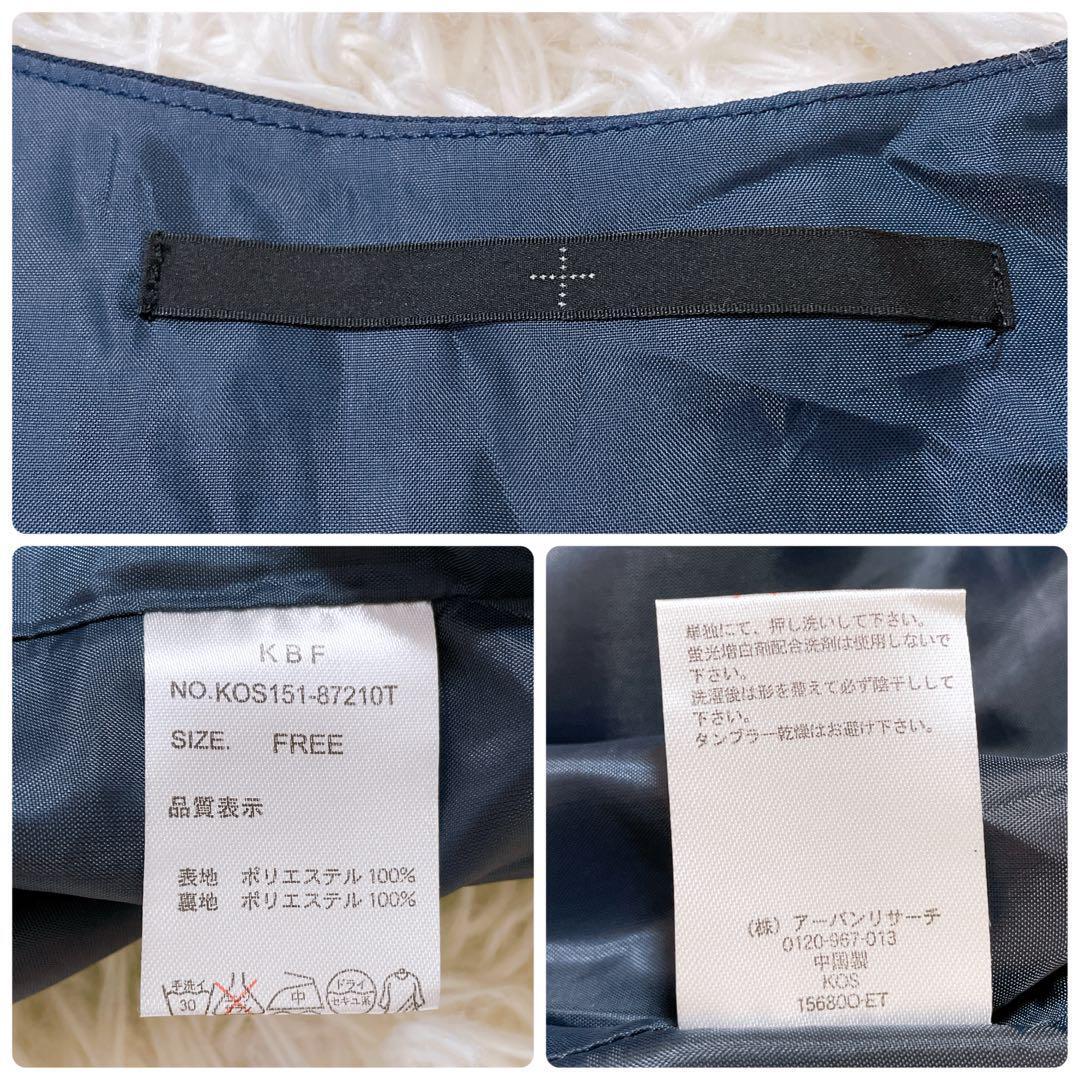 KBF
NO.KOS151-87210T
SIZE. FREE
品質表示
表地 ポリエステル 100%
裏地 ポリエステル 100%
手洗イ
30
中
ドライ
セキユ系
単独にて、押し洗いして下さい。
蛍光増白剤配合洗剤は使用しないで
下さい。
洗濯後は形を整えて必ず陰干しして
下さい。
タンブラー乾燥はお避け下さい。
(株) アーバンリサーチ
0120-967-013
中国製
KOS
156800-ET